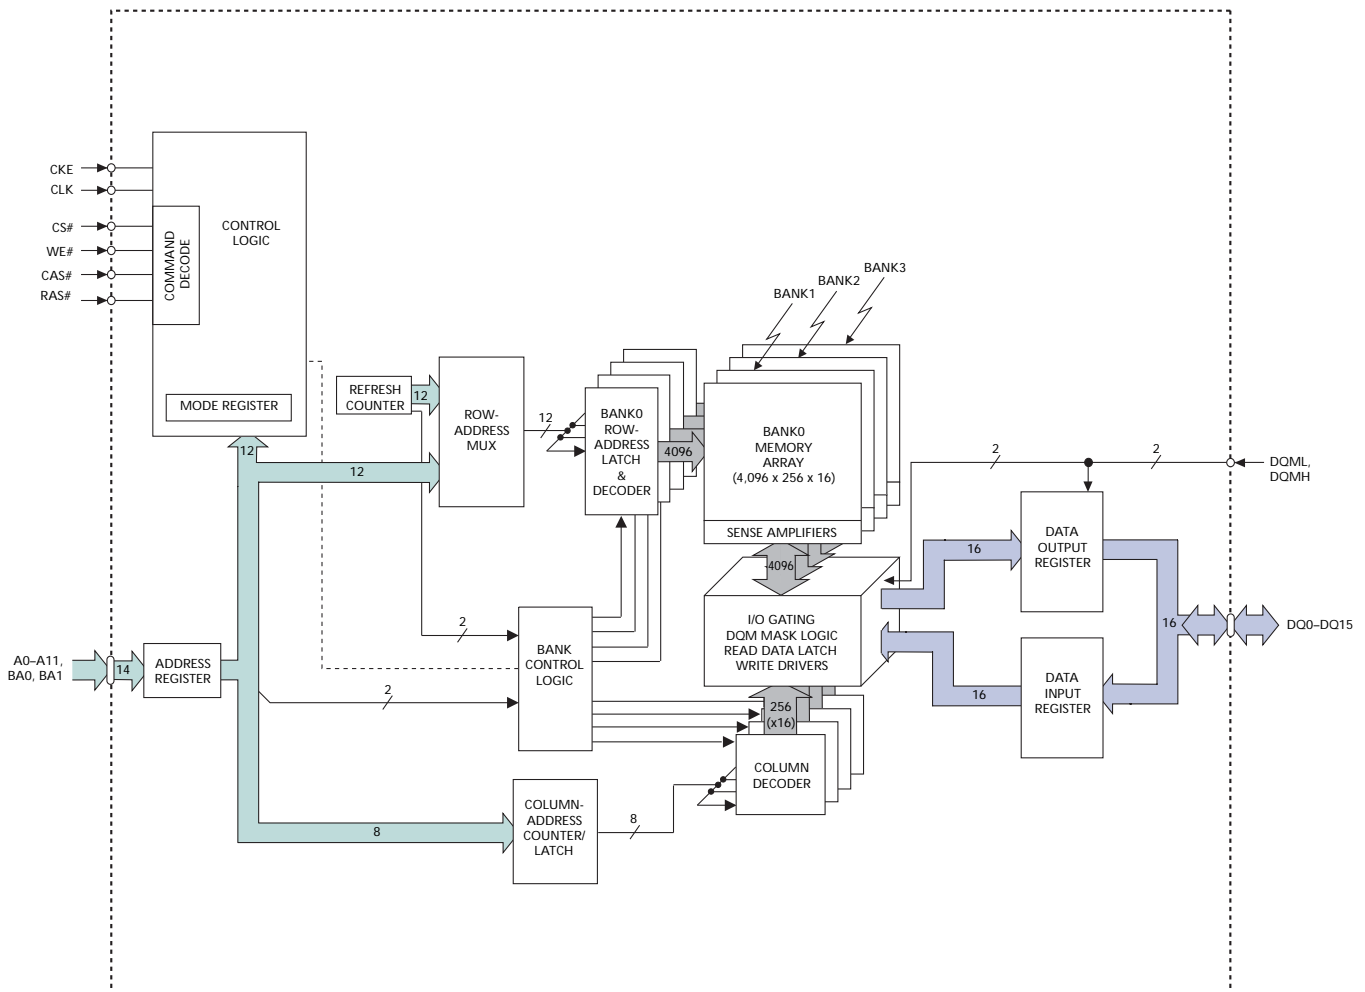 CKE
CLK
CS#
WE#
CAS#
RAS#
COMMAND
DECODE
CONTROL
LOGIC
MODE REGISTER
12
12
REFRESH
COUNTER
12
ROW-
ADDRESS
MUX
12
BANK0
ROW-
ADDRESS
LATCH
&
DECODER
4096
BANK1
BANK2
BANK3
BANK0
MEMORY
ARRAY
(4,096 x 256 x 16)
SENSE AMPLIFIERS
4096
I/O GATING
DQM MASK LOGIC
READ DATA LATCH
WRITE DRIVERS
256
(x16)
COLUMN
DECODER
2
2
DQML,
DQMH
16
DATA
OUTPUT
REGISTER
16
DQ0–DQ15
16
DATA
INPUT
REGISTER
A0–A11,
BA0, BA1
14
ADDRESS
REGISTER
2
2
BANK
CONTROL
LOGIC
8
COLUMN-
ADDRESS
COUNTER/
LATCH
8